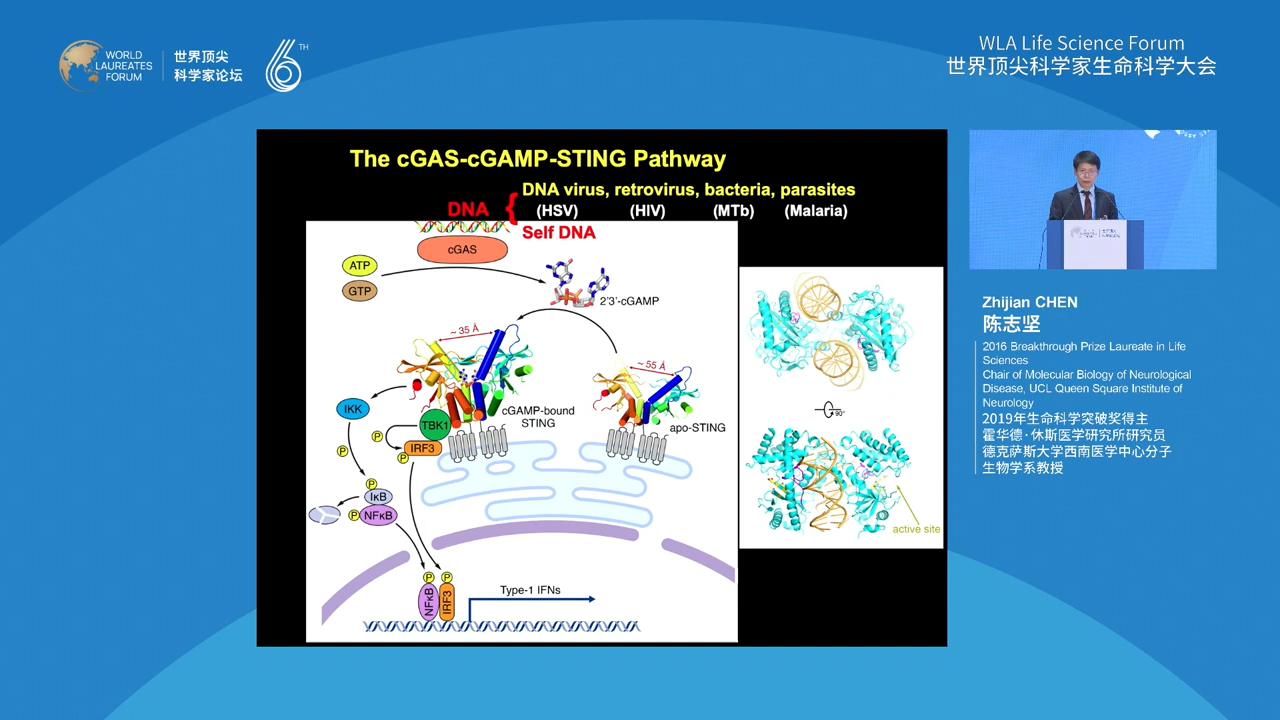 WORLD
LAUREATES
FORUM
世界顶尖
科学家论坛
6TH
WLA Life Science Forum
世界顶尖科学家生命科学大会
The cGAS-cGAMP-STING Pathway
DNA virus, retrovirus, bacteria, parasites
DNA { (HSV) (HIV) (MTb) (Malaria)
Self DNA
cGAS
ATP
GTP
2'3'-cGAMP
~ 35 Å
~ 55 Å
IKK
cGAMP-bound
STING
apo-STING
TBK1
P
P
IRF3
P
P
IκB
P NFκB
P P
NFκB IRF3
Type-1 IFNs
90°
active site
Zhijian CHEN
陈志坚
2016 Breakthrough Prize Laureate in Life
Sciences
Chair of Molecular Biology of Neurological
Disease, UCL Queen Square Institute of
Neurology
2019年生命科学突破奖得主
霍华德·休斯医学研究所研究员
德克萨斯大学西南医学中心分子
生物学系教授